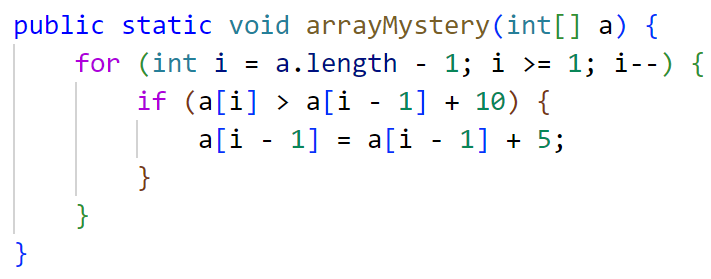 public static void arrayMystery(int[] a) {
    for (int i = a.length - 1; i >= 1; i--) {
        if (a[i] > a[i - 1] + 10) {
            a[i - 1] = a[i - 1] + 5;
        }
    }
}